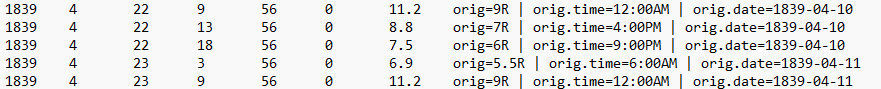 1839 4 22 9 56 0 11.2 orig=9R | orig.time=12:00AM | orig.date=1839-04-10
1839 4 22 13 56 0 8.8 orig=7R | orig.time=4:00PM | orig.date=1839-04-10
1839 4 22 18 56 0 7.5 orig=6R | orig.time=9:00PM | orig.date=1839-04-10
1839 4 23 3 56 0 6.9 orig=5.5R | orig.time=6:00AM | orig.date=1839-04-11
1839 4 23 9 56 0 11.2 orig=9R | orig.time=12:00AM | orig.date=1839-04-11